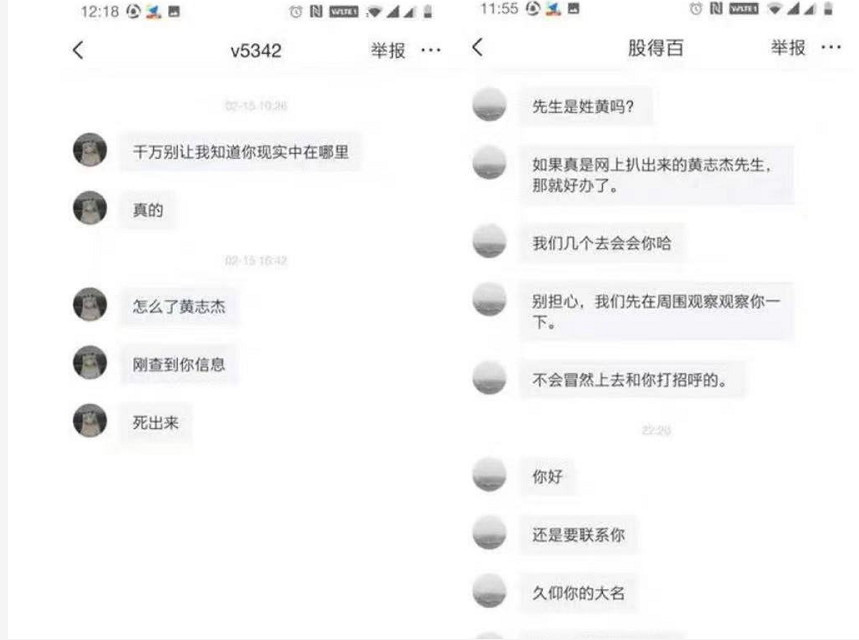 12:18
v5342
举报
02-15 10:26
千万别让我知道你现实中在哪里
真的
02-15 16:42
怎么了黄志杰
刚查到你信息
死出来
11:55
股得百
举报
先生是姓黄吗?
如果真是网上扒出来的黄志杰先生，
那就好办了。
我们几个去会会你哈
别担心，我们先在周围观察观察你一
下。
不会冒然上去和你打招呼的。
22:20
你好
还是要联系你
久仰你的大名